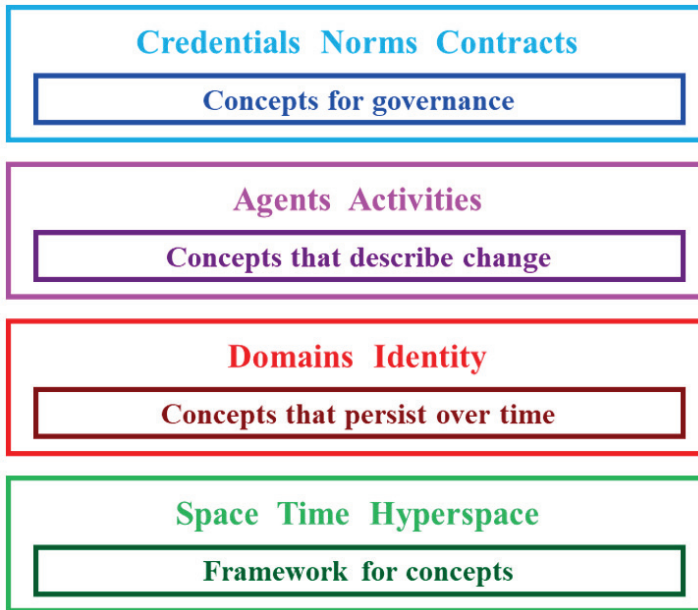 Credentials Norms Contracts
Concepts for governance
Agents Activities
Concepts that describe change
Domains Identity
Concepts that persist over time
Space Time Hyperspace
Framework for concepts